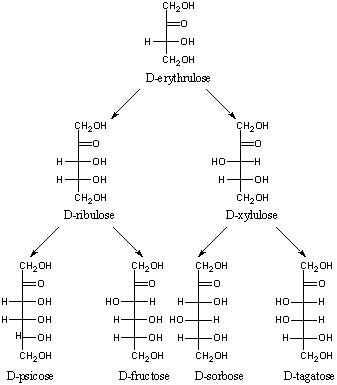 CH₂OH
O
H OH
CH₂OH
D-erythrulose
CH₂OH CH₂OH
O O
H OH HO H
H OH H OH
CH₂OH CH₂OH
D-ribulose D-xylulose
CH₂OH CH₂OH CH₂OH CH₂OH
O O O O
H OH HO H H OH HO H
H OH H OH HO H HO H
H OH H OH H OH H OH
CH₂OH CH₂OH CH₂OH CH₂OH
D-psicose D-fructose D-sorbose D-tagatose